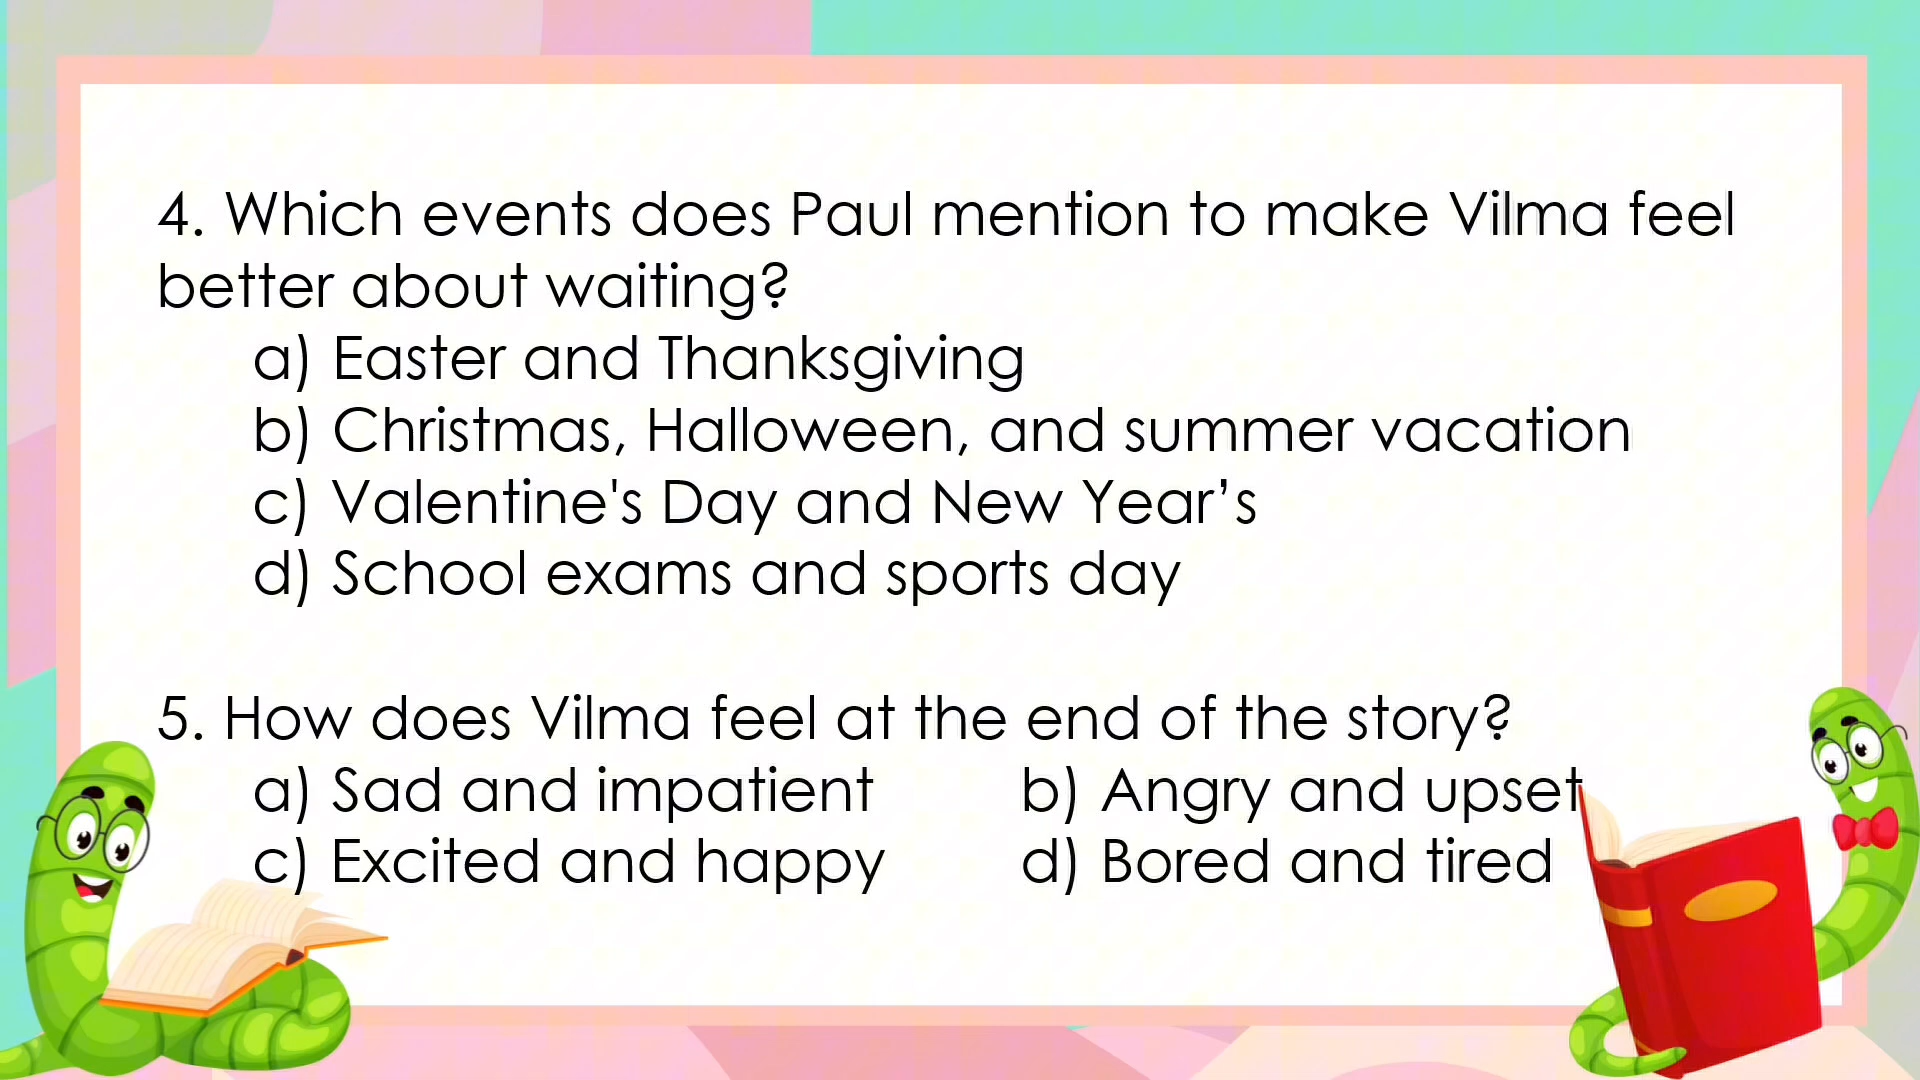 4. Which events does Paul mention to make Vilma feel
better about waiting?
a) Easter and Thanksgiving
b) Christmas, Halloween, and summer vacation
c) Valentine's Day and New Year’s
d) School exams and sports day
5. How does Vilma feel at the end of the story?
a) Sad and impatient b) Angry and upset
c) Excited and happy d) Bored and tired